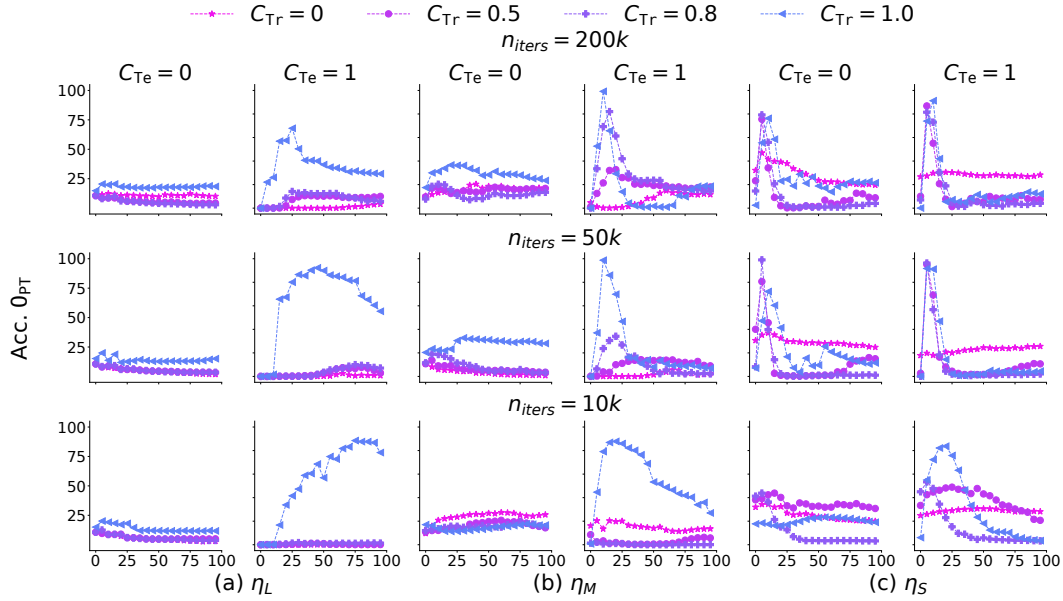 C_Tr = 0 C_Tr = 0.5 C_Tr = 0.8 C_Tr = 1.0
n_iters = 200k
C_Te = 0 C_Te = 1 C_Te = 0 C_Te = 1 C_Te = 0 C_Te = 1
100
75
50
25
n_iters = 50k
100
75
50
25
Acc. 0_PT
n_iters = 10k
100
75
50
25
0 25 50 75 100 0 25 50 75 100 0 25 50 75 100 0 25 50 75 100 0 25 50 75 100 0 25 50 75 100
(a) η_L (b) η_M (c) η_S